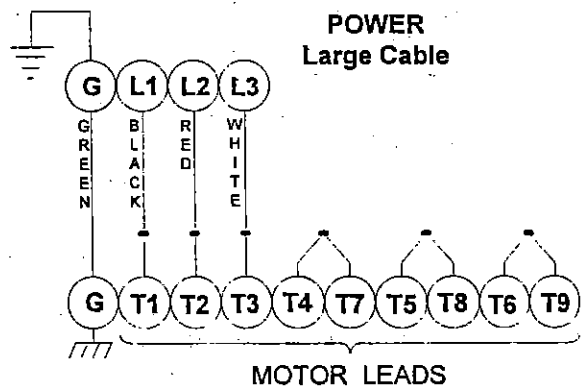 POWER
Large Cable
G L1 L2 L3
GREEN
BLACK
RED
WHITE
G T1 T2 T3 T4 T7 T5 T8 T6 T9
MOTOR LEADS